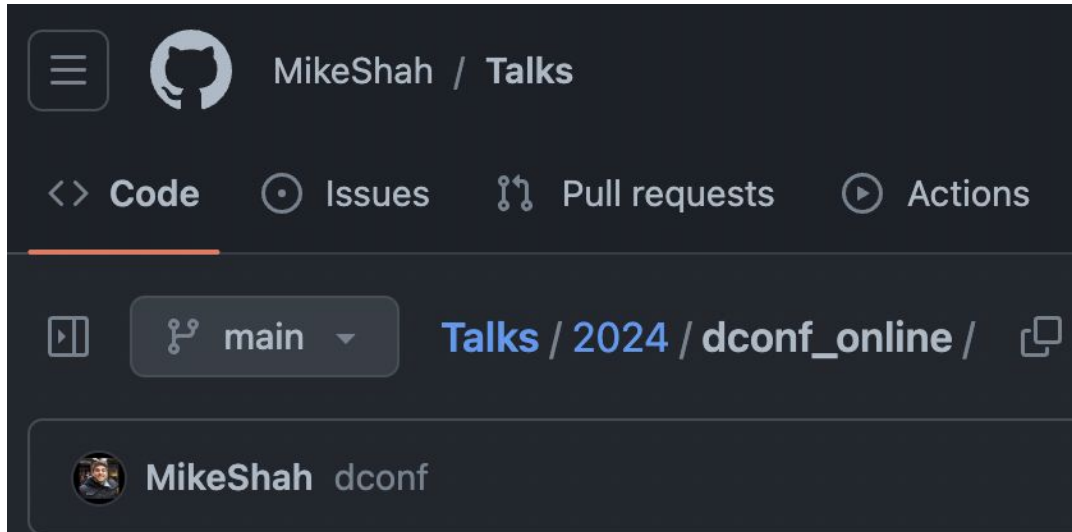 MikeShah / Talks
Code Issues Pull requests Actions
main Talks / 2024 / dconf_online /
MikeShah dconf